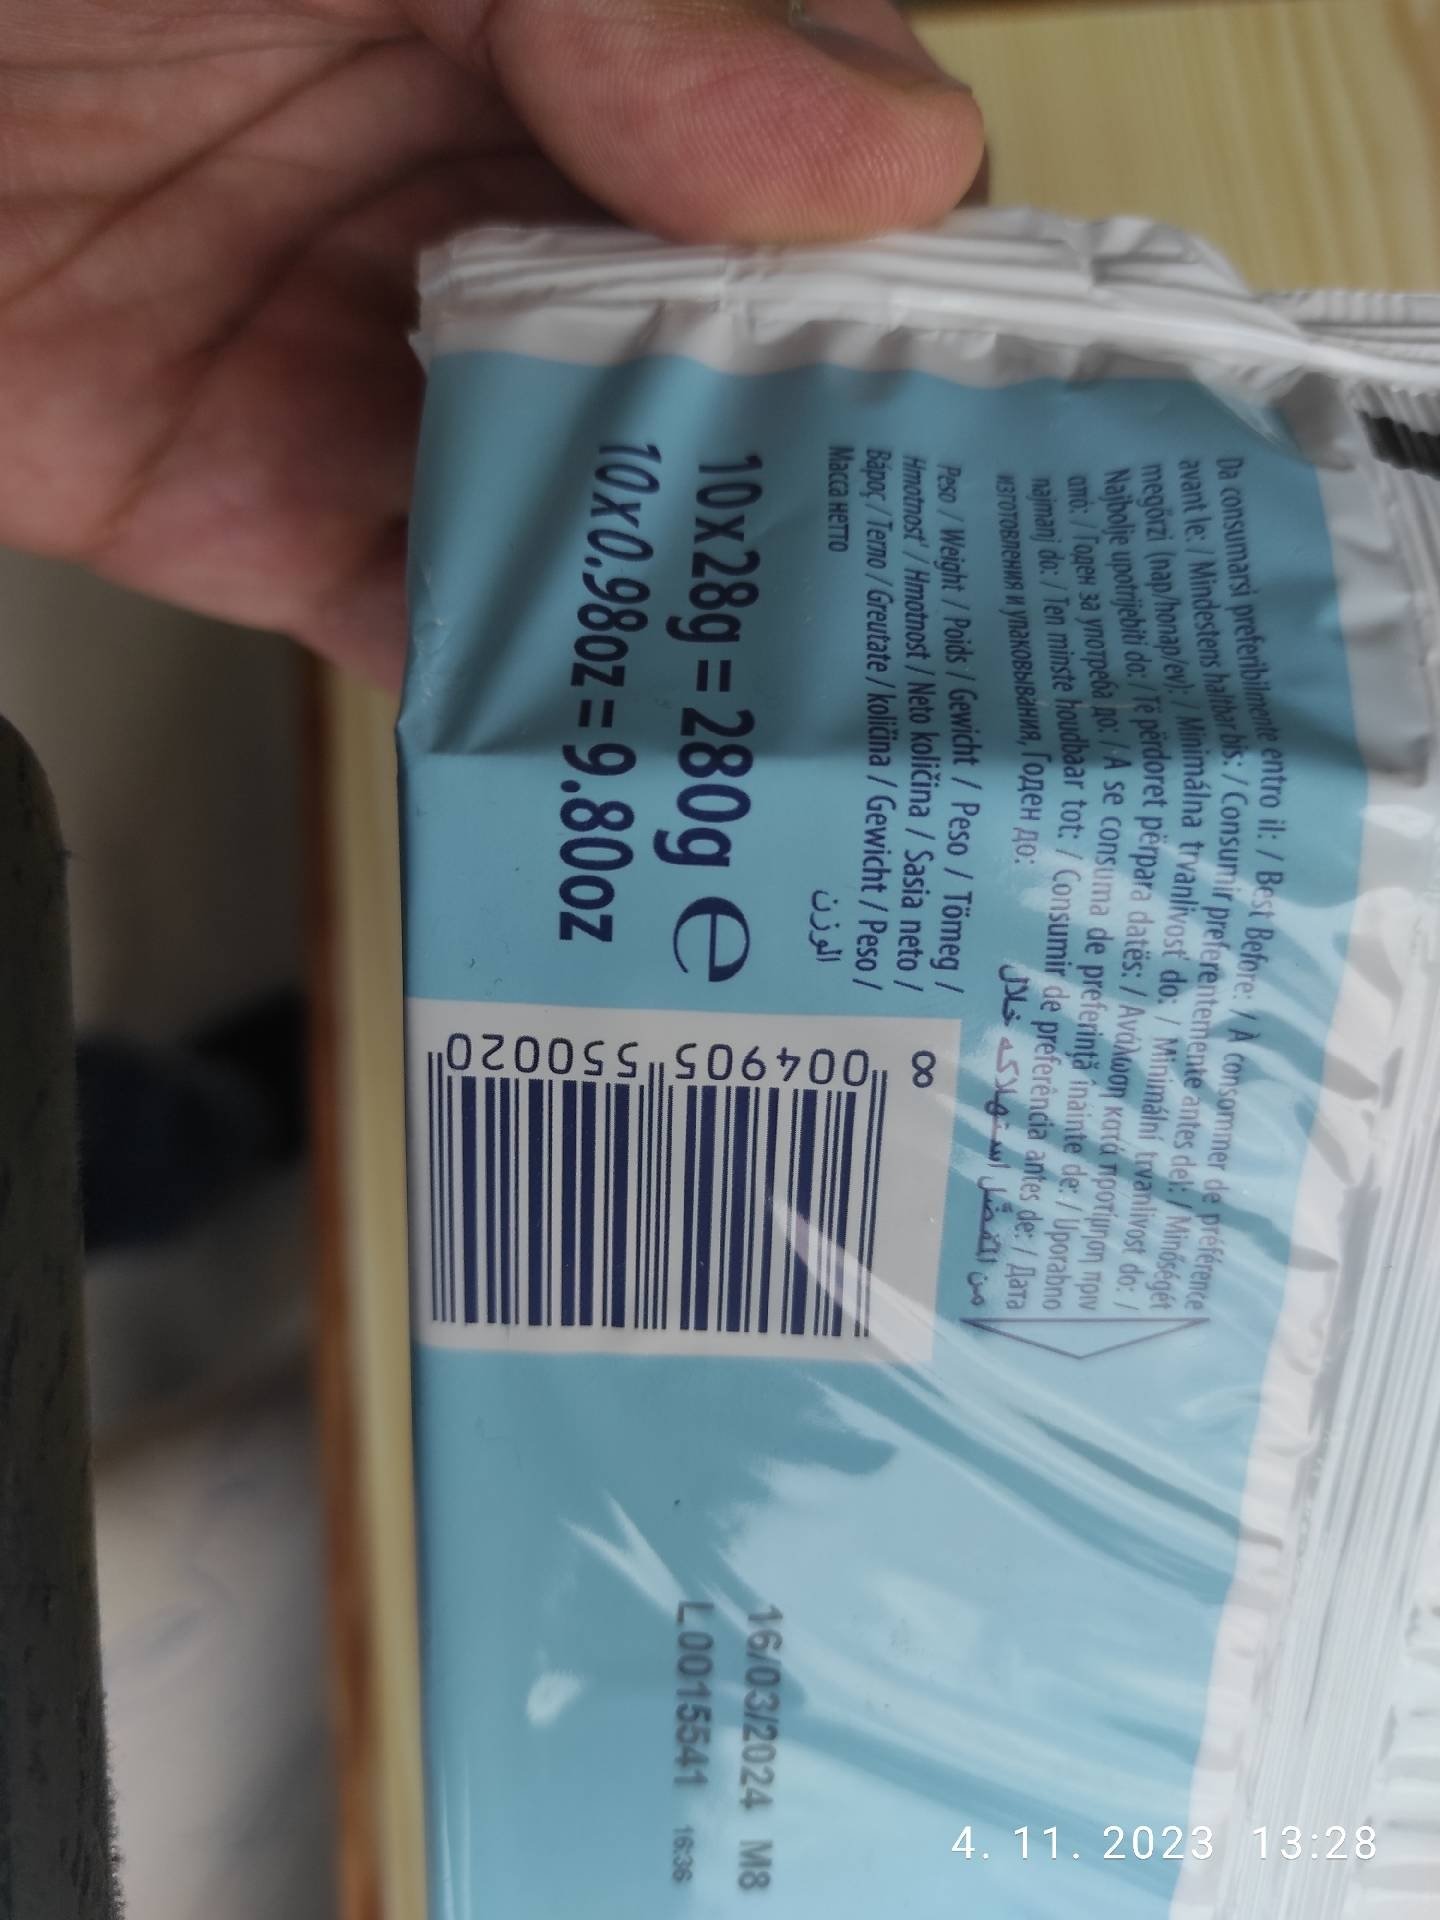 Da consumarsi preferibilmente entro il: / Best Before: / À consommer de préférence
avant le: / Mindestens haltbar bis: / Consumir preferentemente antes del: / Minőségét
megőrzi (nap/hónap/év): / Minimálna trvanlivosť do: / Minimální trvanlivost do: /
Najbolje upotrijebiti do: / Të përdoret përpara datës: / Ανάλωση κατά προτίμηση πριν
από: / Годен за употреба до: / A se consuma de preferință înainte de: / Uporabno
najmanj do: / Ten minste houdbaar tot: / Consumir de preferência antes de: / Дата
изготовления и упаковывания, Годен до: من المفضل استهلاكه خلال
Peso / Weight / Poids / Gewicht / Peso / Tömeg /
Hmotnosť / Hmotnost / Neto količina / Sasia neto /
Βάρος / Тегло / Greutate / količina / Gewicht / Peso /
Масса нетто الوزن
10x28g = 280g e
10x0.98oz = 9.80oz
8 004905 550020
16/03/2024 M8
L0015541 16:36
4. 11. 2023 13:28